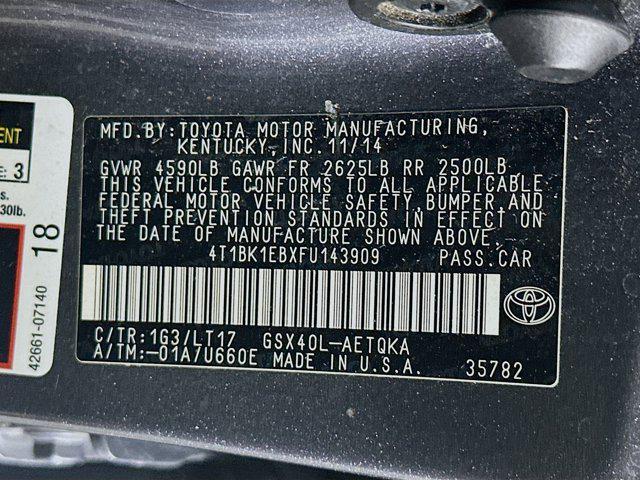 MFD.BY:TOYOTA MOTOR MANUFACTURING,
KENTUCKY,INC.11/14
GVWR 4590LB GAWR FR 2625LB RR 2500LB
THIS VEHICLE CONFORMS TO ALL APPLICABLE
FEDERAL MOTOR VEHICLE SAFETY,BUMPER,AND
THEFT PREVENTION STANDARDS IN EFFECT ON
THE DATE OF MANUFACTURE SHOWN ABOVE.
4T1BK1EBXFU143909 PASS.CAR
C/TR:1G3/LT17 GSX40L-AETQKA
A/TM:-01A/U660E MADE IN U.S.A. 35782
ENT
E: 3
s.
30lb.
18
42661-07140